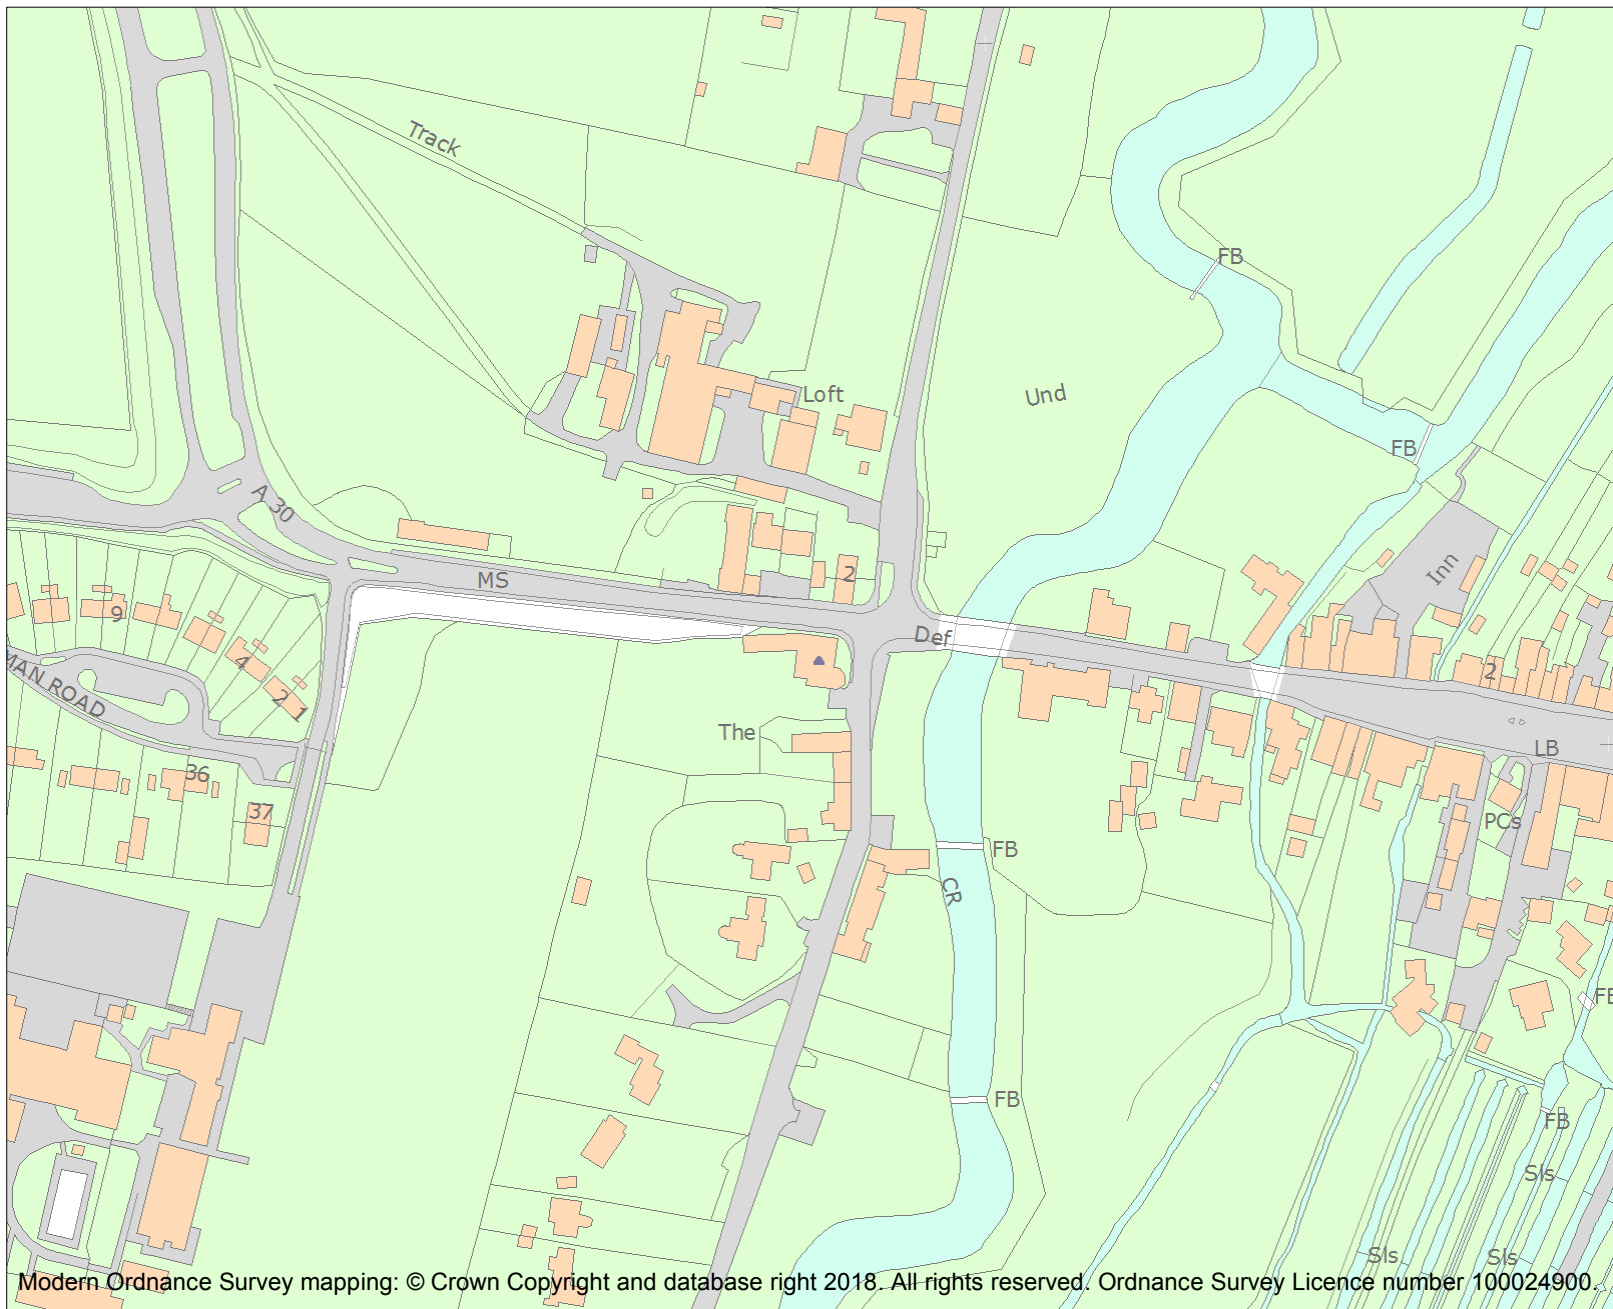 Track
FB
Loft
Und
FB
A 30
Inn
MS
2
9
Def
4
2
MAN ROAD
2 1
The
LB
36
37
PCs
FB
CR
FB
FB
FB
Sls
Sls
Sls
Modern Ordnance Survey mapping: © Crown Copyright and database right 2018. All rights reserved. Ordnance Survey Licence number 100024900.